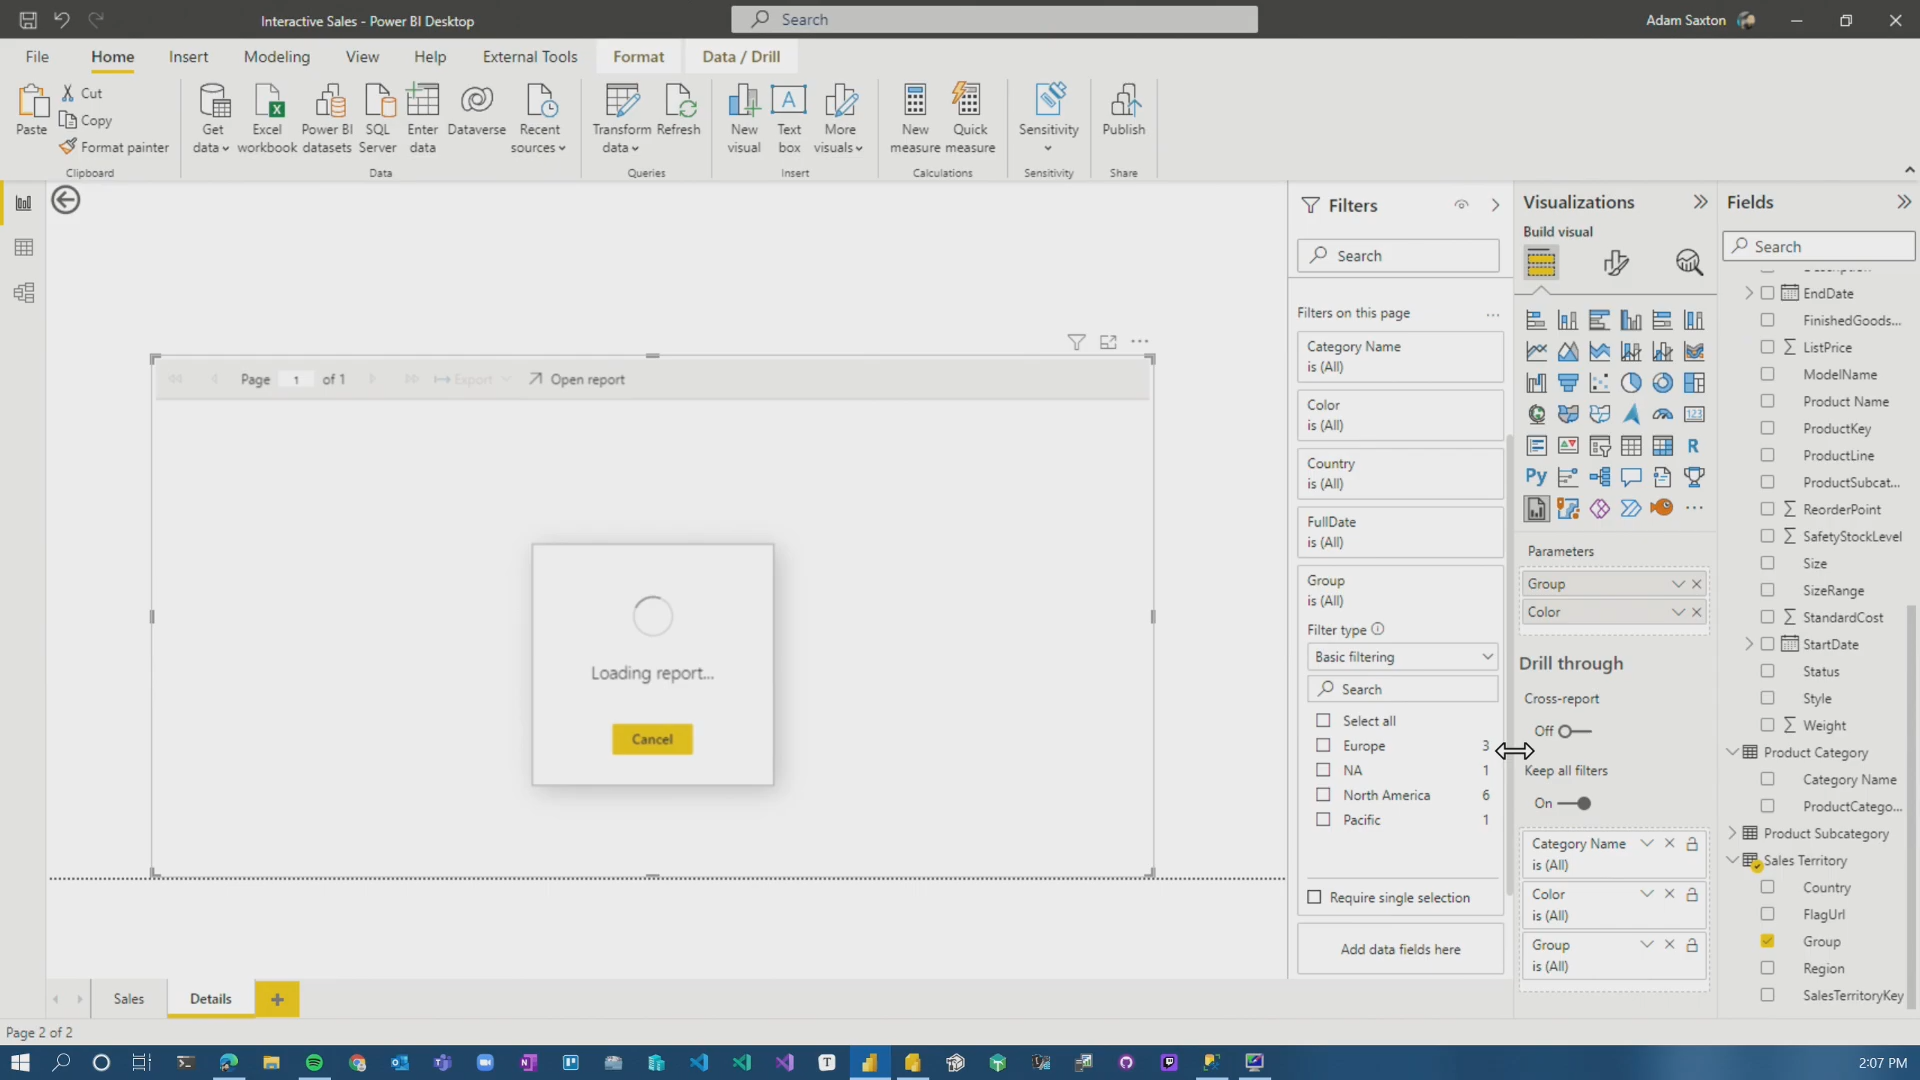 Interactive Sales - Power BI Desktop
Search
Adam Saxton
File
Home
Insert
Modeling
View
Help
External Tools
Format
Data / Drill
Paste
Cut
Copy
Format painter
Clipboard
Get data
Excel workbook
Power BI datasets
SQL Server
Enter data
Dataverse
Recent sources
Data
Transform data
Refresh
Queries
New visual
Text box
More visuals
Insert
New measure
Quick measure
Calculations
Sensitivity
Sensitivity
Publish
Share
Page 1 of 1
Export
Open report
Loading report...
Cancel
Filters
Search
Filters on this page
Category Name
is (All)
Color
is (All)
Country
is (All)
FullDate
is (All)
Group
is (All)
Filter type
Basic filtering
Search
Select all
Europe 3
NA 1
North America 6
Pacific 1
Require single selection
Add data fields here
Visualizations
Build visual
123
R
Py
Parameters
Group
Color
Drill through
Cross-report
Off
Keep all filters
On
Category Name
is (All)
Color
is (All)
Group
is (All)
Fields
Search
EndDate
FinishedGoods...
ListPrice
ModelName
Product Name
ProductKey
ProductLine
ProductSubcat...
ReorderPoint
SafetyStockLevel
Size
SizeRange
StandardCost
StartDate
Status
Style
Weight
Product Category
Category Name
ProductCatego...
Product Subcategory
Sales Territory
Country
FlagUrl
Group
Region
SalesTerritoryKey
Sales
Details
Page 2 of 2
2:07 PM